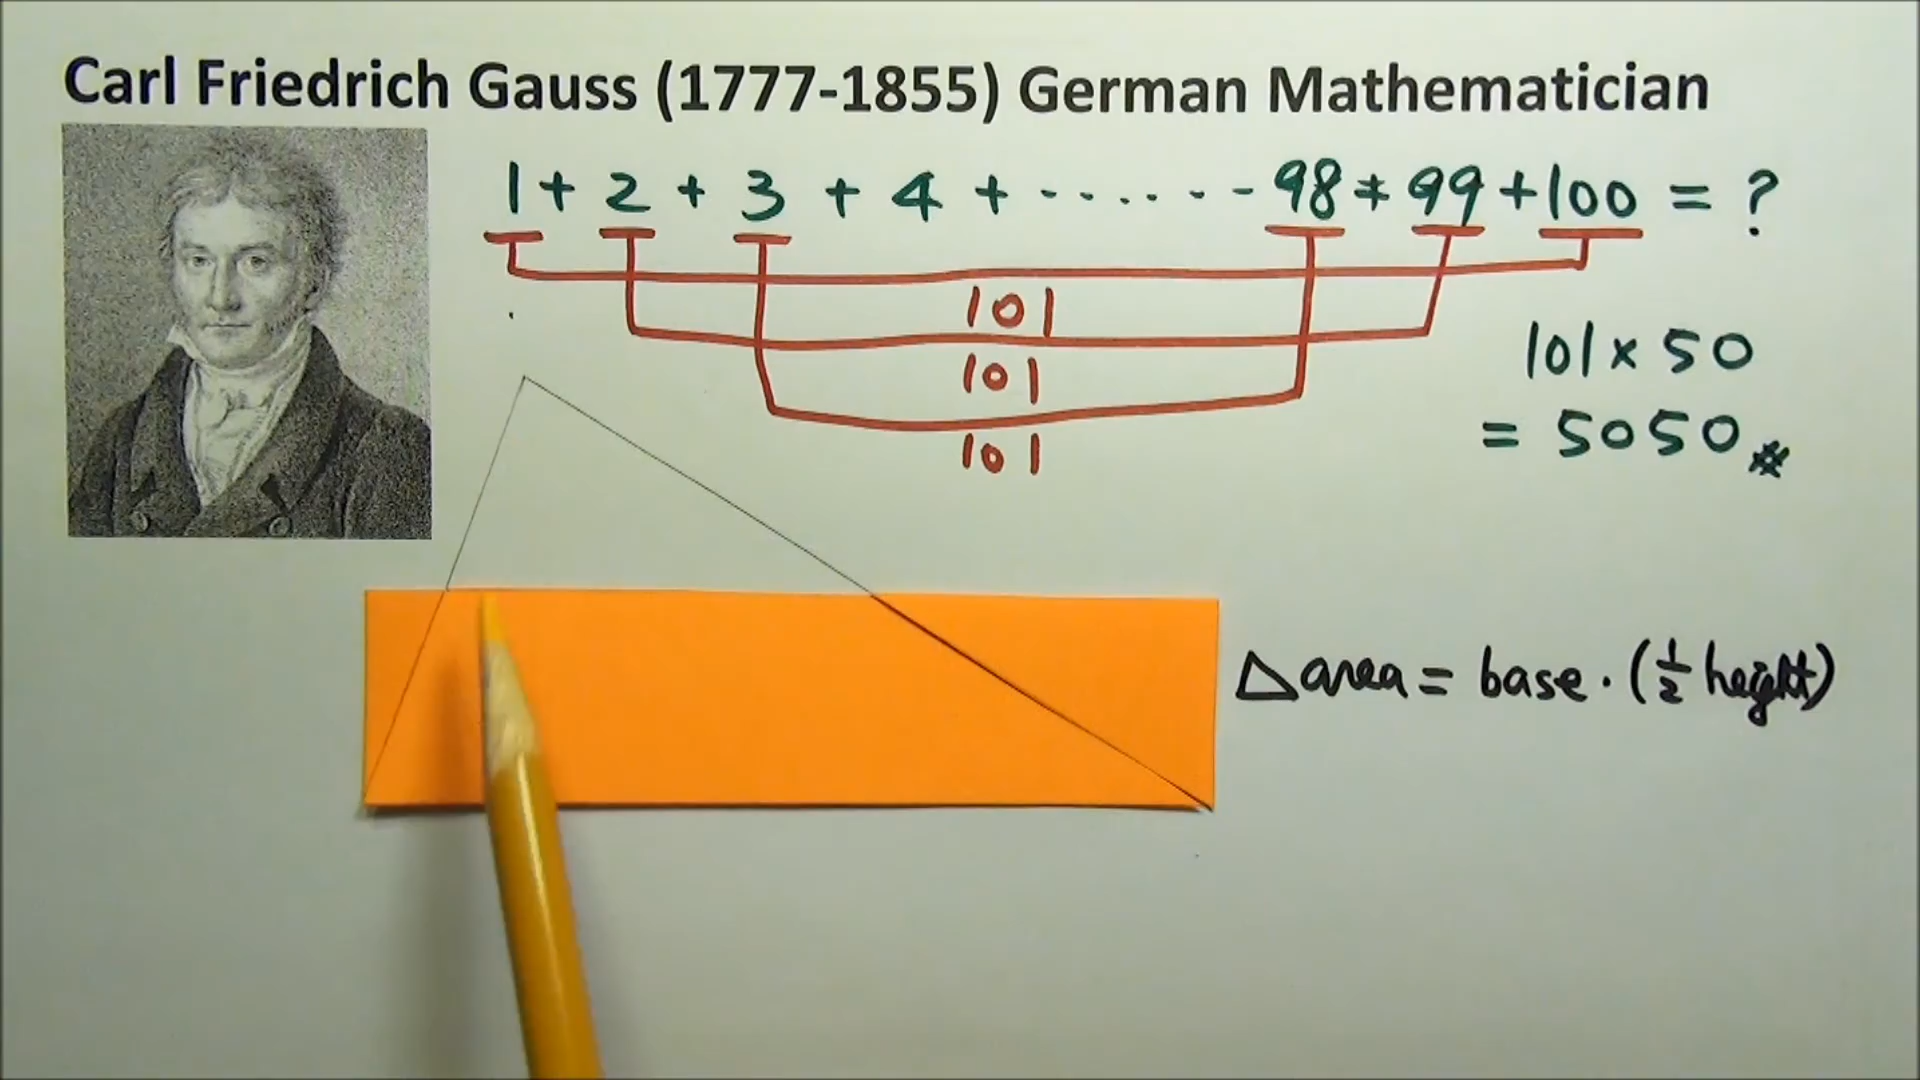 Carl Friedrich Gauss (1777-1855) German Mathematician
1 + 2 + 3 + 4 + ······- 98 + 99 + 100 = ?
101
101
101
101 × 50
= 5050 #
△ area = base · (1/2 height)